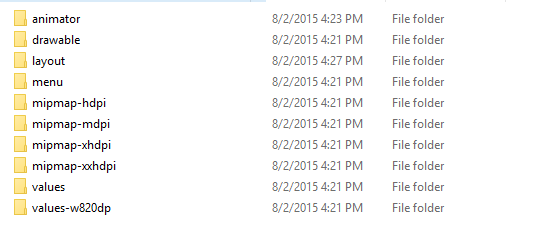 animator 8/2/2015 4:23 PM File folder
drawable 8/2/2015 4:21 PM File folder
layout 8/2/2015 4:27 PM File folder
menu 8/2/2015 4:21 PM File folder
mipmap-hdpi 8/2/2015 4:21 PM File folder
mipmap-mdpi 8/2/2015 4:21 PM File folder
mipmap-xhdpi 8/2/2015 4:21 PM File folder
mipmap-xxhdpi 8/2/2015 4:21 PM File folder
values 8/2/2015 4:21 PM File folder
values-w820dp 8/2/2015 4:21 PM File folder